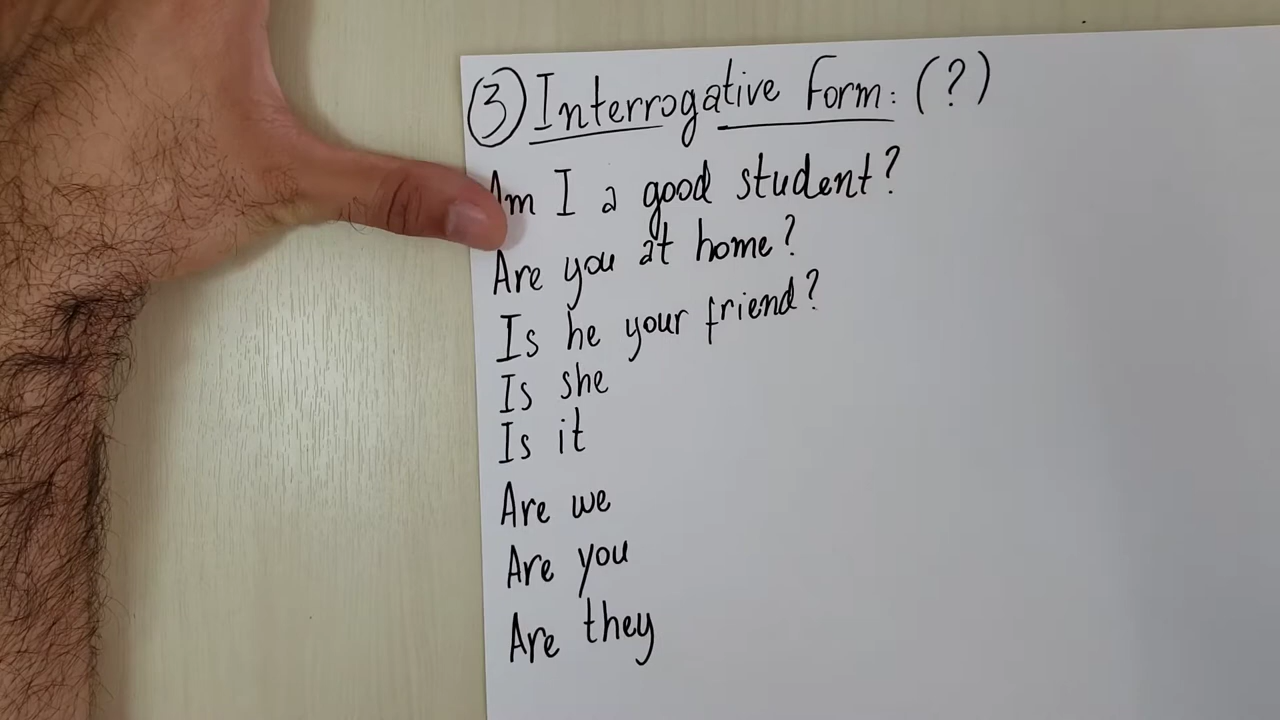 ③ Interrogative Form: (?)
Am I a good student?
Are you at home?
Is he your friend?
Is she
Is it
Are we
Are you
Are they